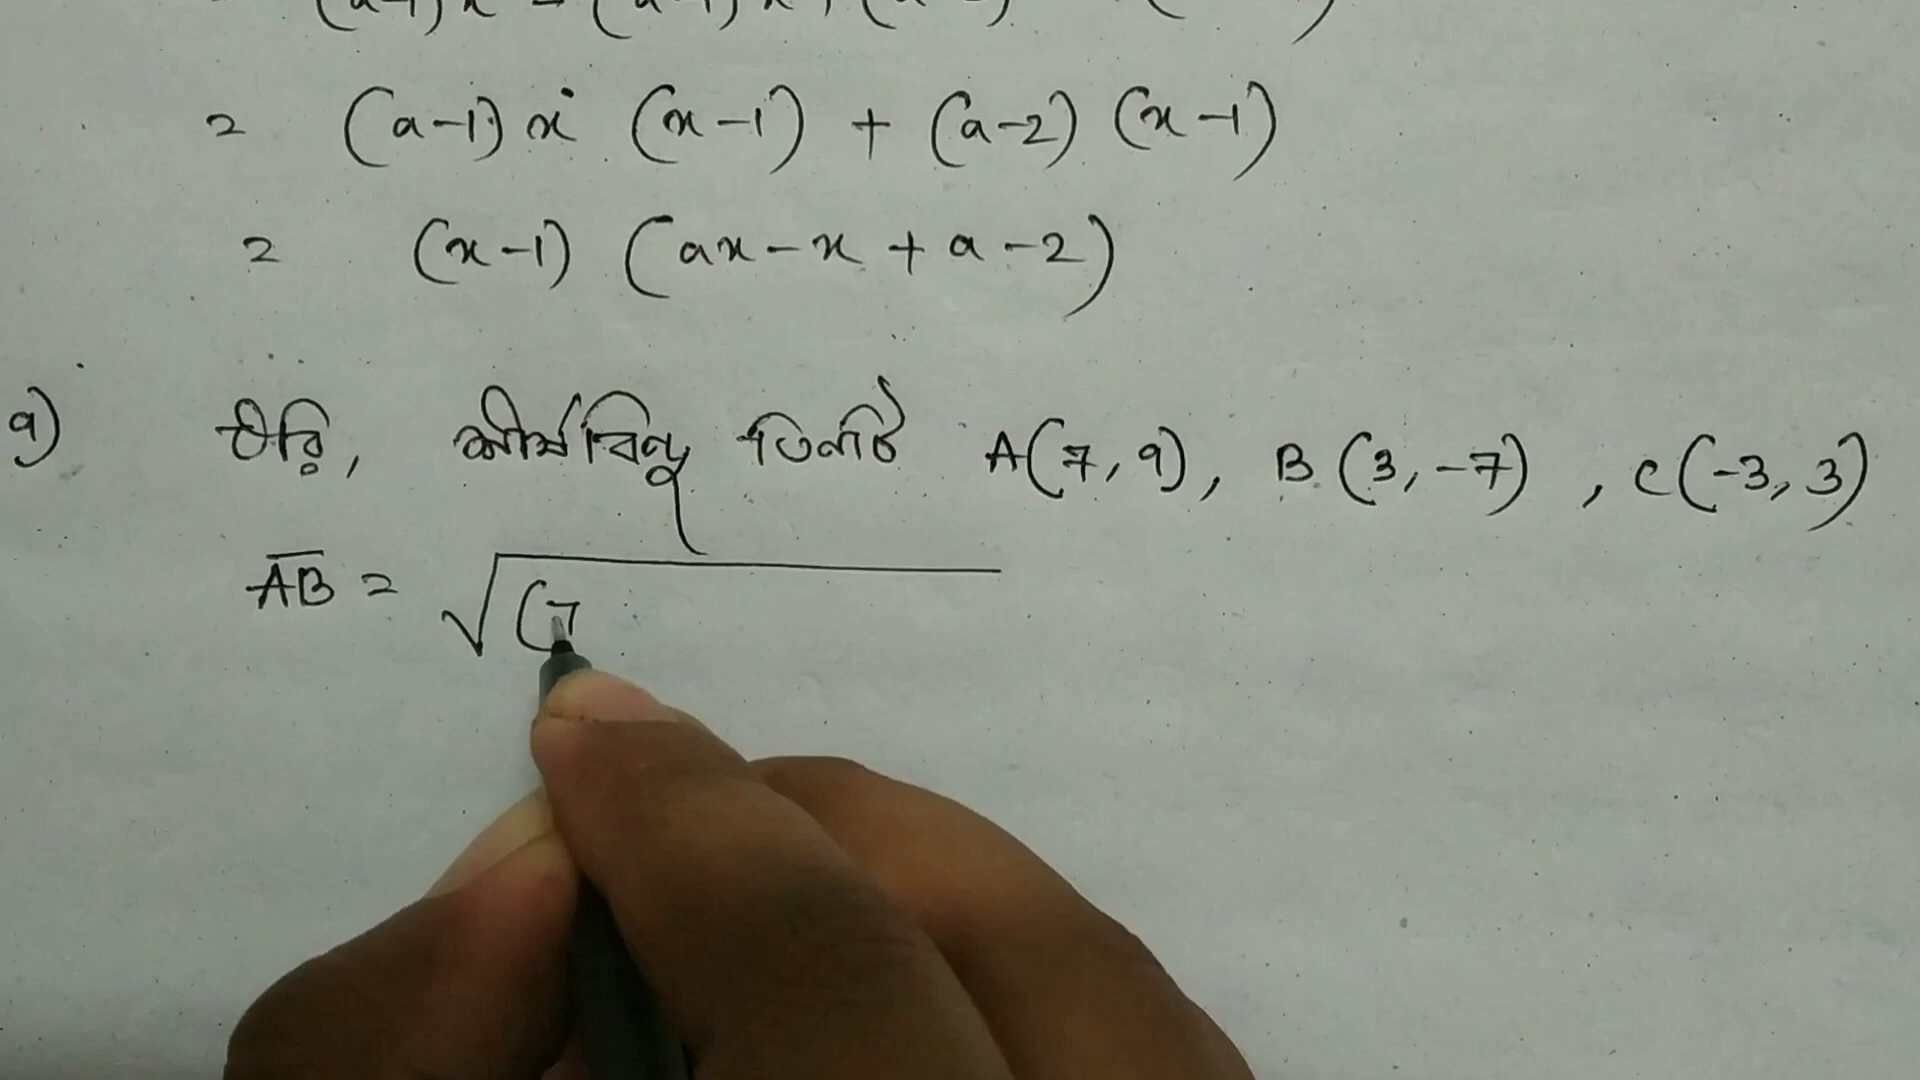 = (a-1)x² (x-1) + (a-2) (x-1)
= (x-1) (ax-x+a-2)
৭) ধরি, শীর্ষবিন্দু তিনটি A(7, 9), B(3, -7), C(-3, 3)
AB = √(7